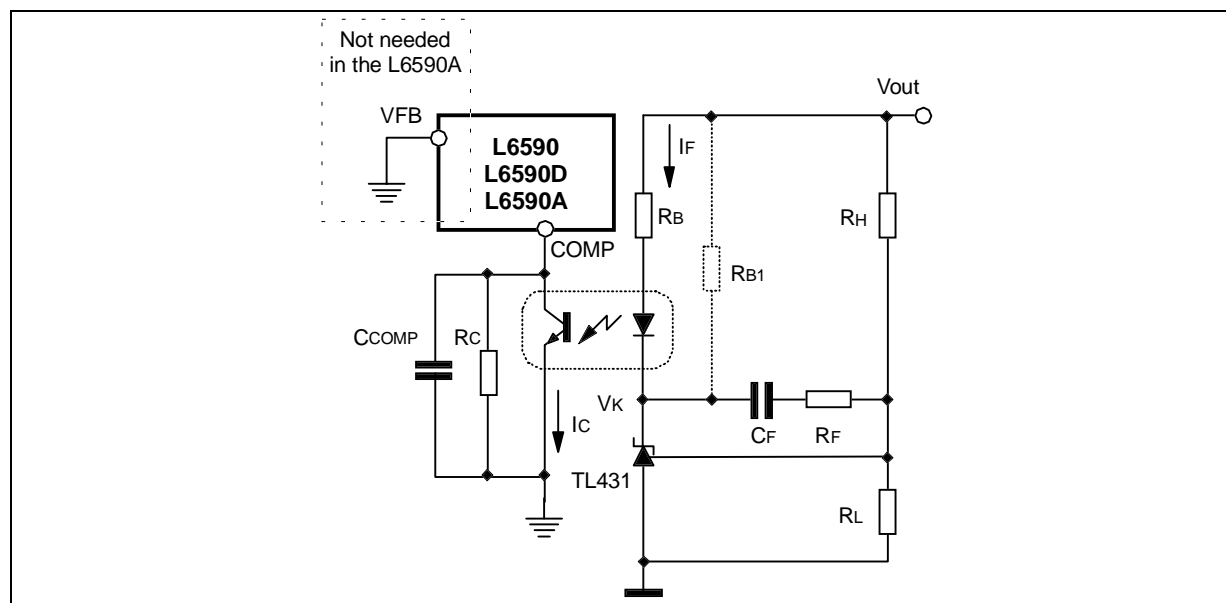 Not needed
in the L6590A
Vout
VFB
L6590
L6590D
L6590A
IF
RB
RH
COMP
RB1
CCOMP
RC
VK
IC
CF
RF
TL431
RL